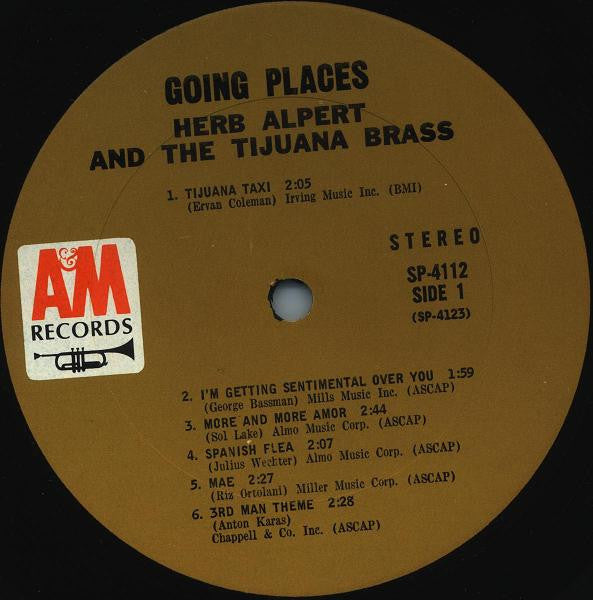 GOING PLACES
HERB ALPERT
AND THE TIJUANA BRASS
1. TIJUANA TAXI 2:05
(Ervan Coleman) Irving Music Inc. (BMI)
STEREO
SP-4112
SIDE 1
(SP-4123)
A&M
RECORDS
2. I'M GETTING SENTIMENTAL OVER YOU 1:59
(George Bassman) Mills Music Inc. (ASCAP)
3. MORE AND MORE AMOR 2:44
(Sol Lake) Almo Music Corp. (ASCAP)
4. SPANISH FLEA 2:07
(Julius Wechter) Almo Music Corp. (ASCAP)
5. MAE 2:27
(Riz Ortolani) Miller Music Corp. (ASCAP)
6. 3RD MAN THEME 2:28
(Anton Karas)
Chappell & Co. Inc. (ASCAP)